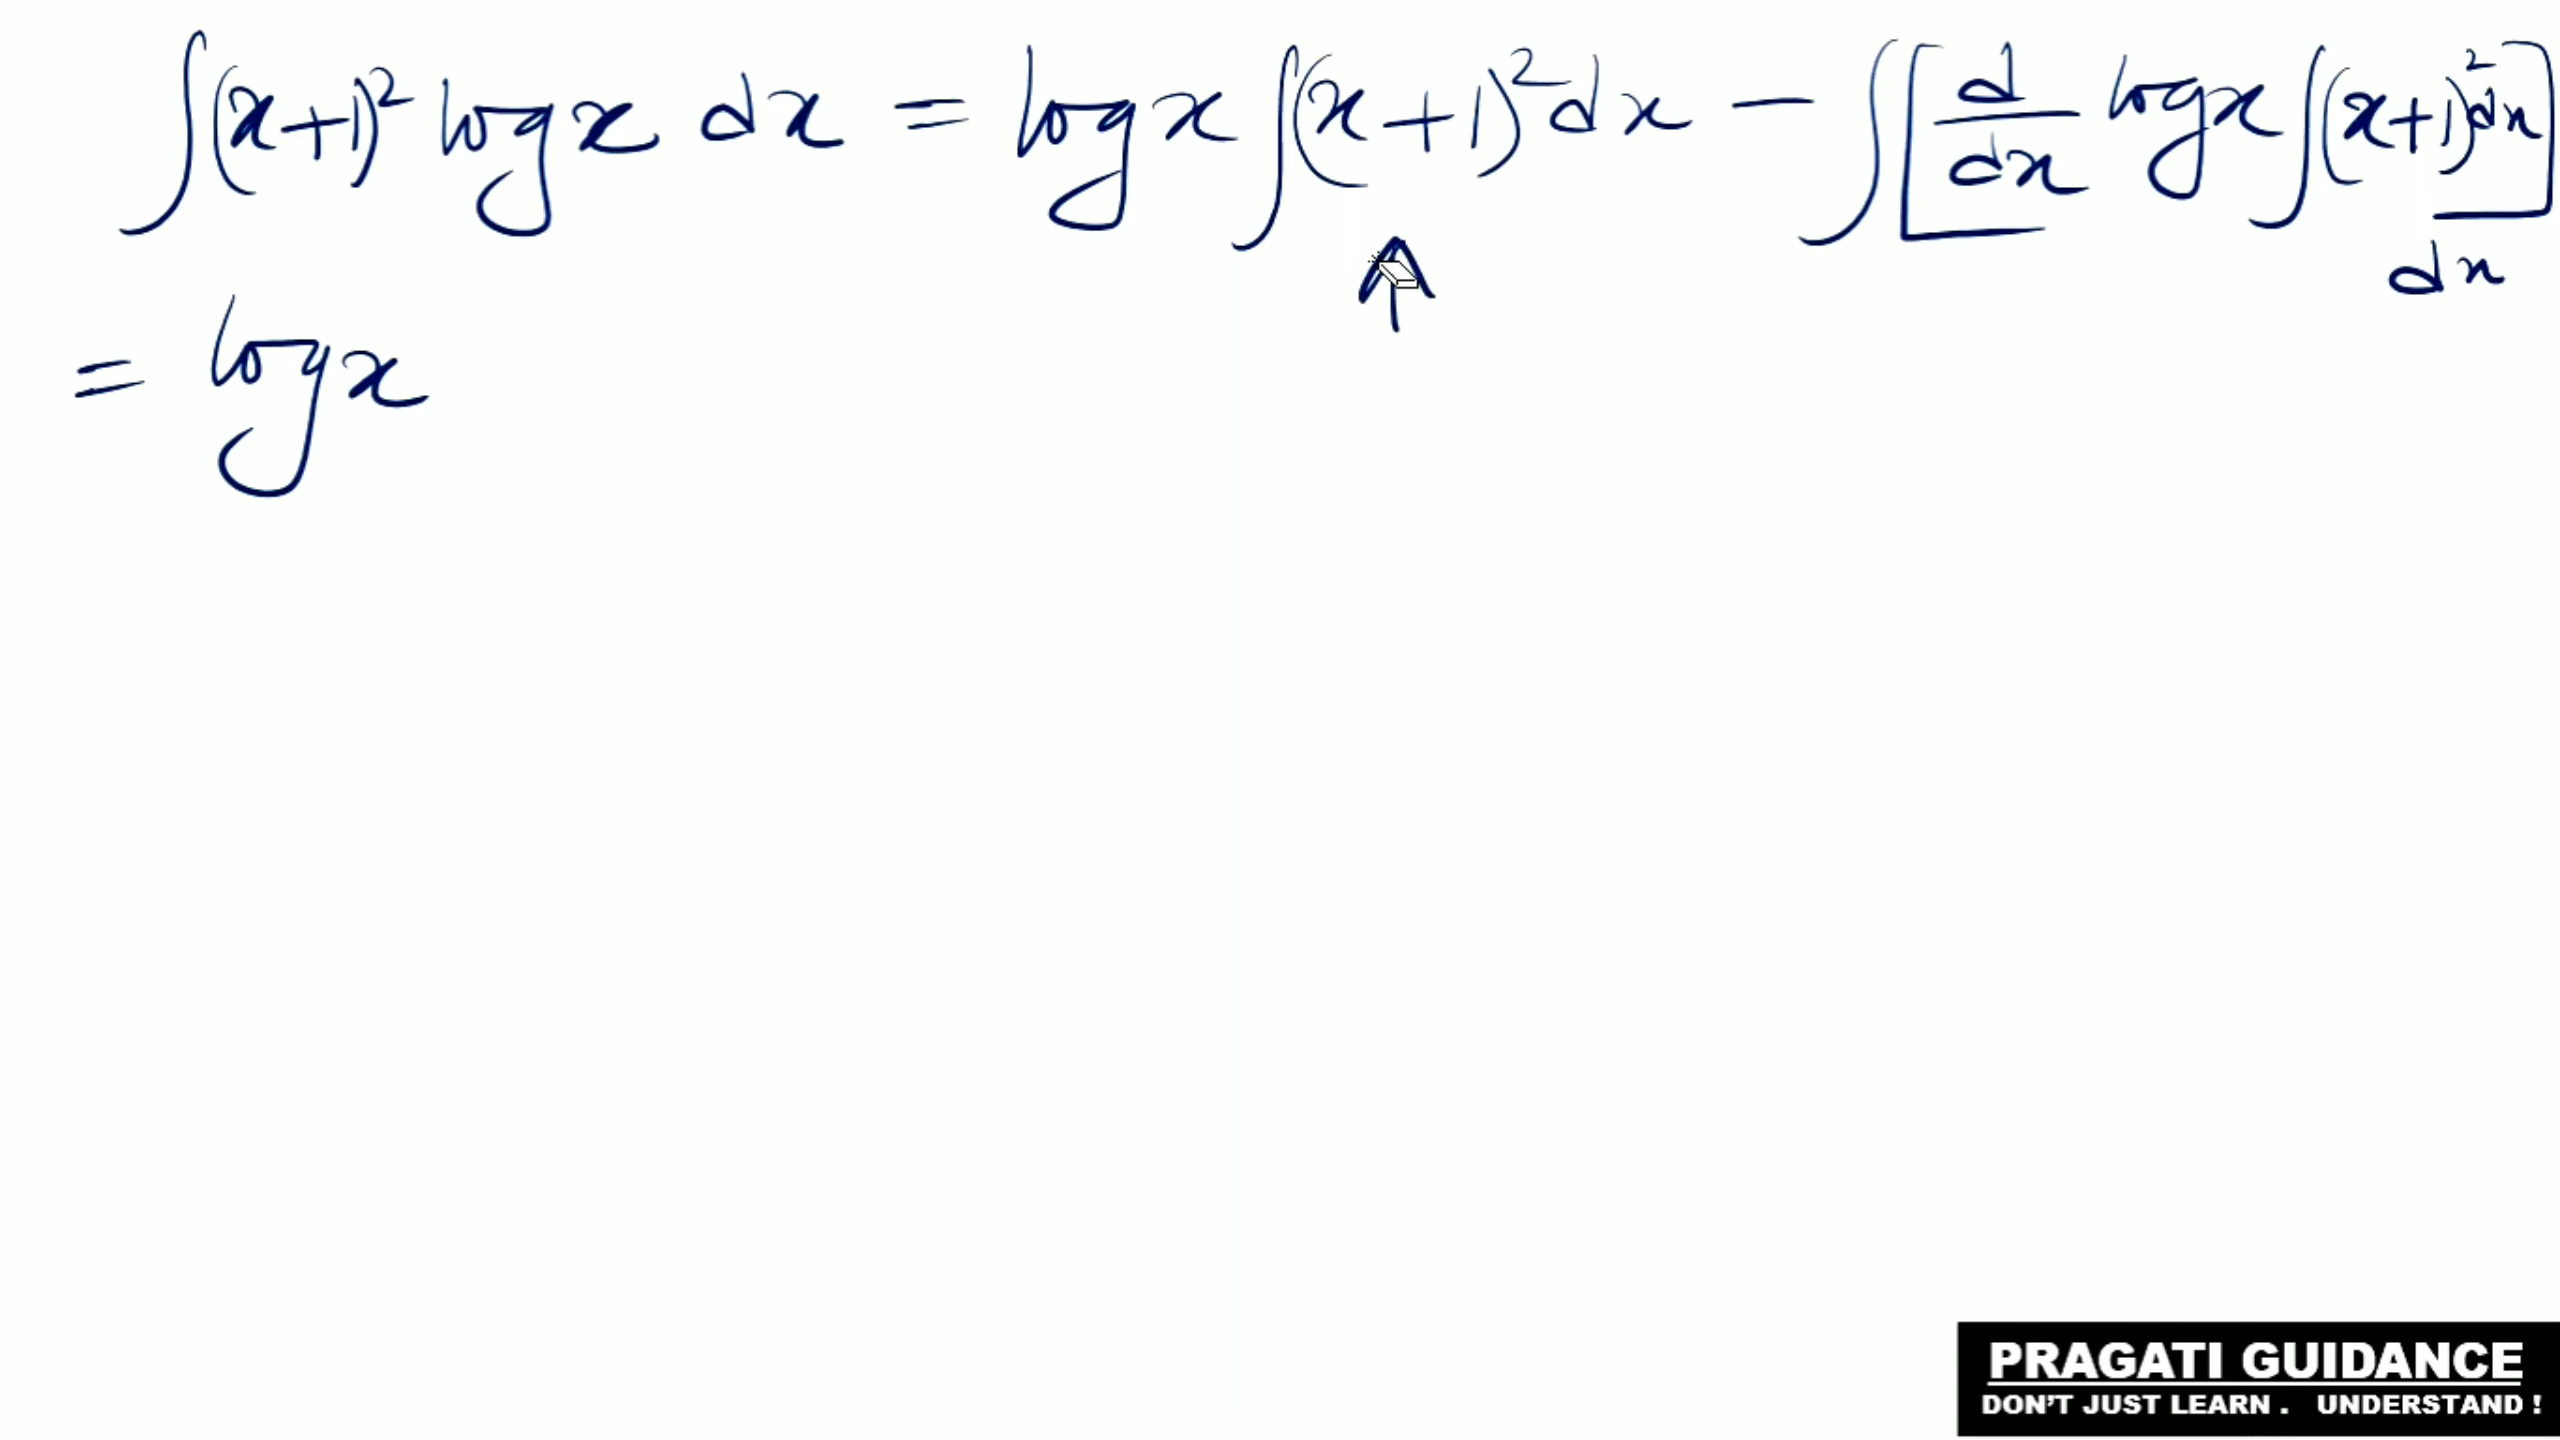 ∫(x+1)² log x dx = log x ∫(x+1)² dx − ∫[d/dx log x ∫(x+1)² dx] dx
= log x
PRAGATI GUIDANCE
DON'T JUST LEARN . UNDERSTAND !